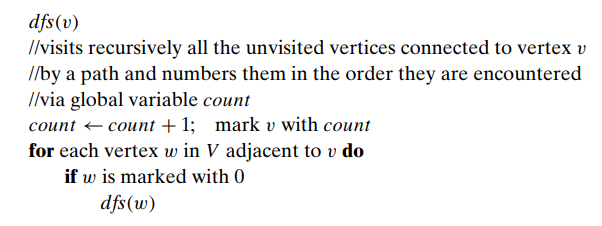 dfs(v)
//visits recursively all the unvisited vertices connected to vertex v
//by a path and numbers them in the order they are encountered
//via global variable count
count ← count + 1; mark v with count
for each vertex w in V adjacent to v do
if w is marked with 0
dfs(w)